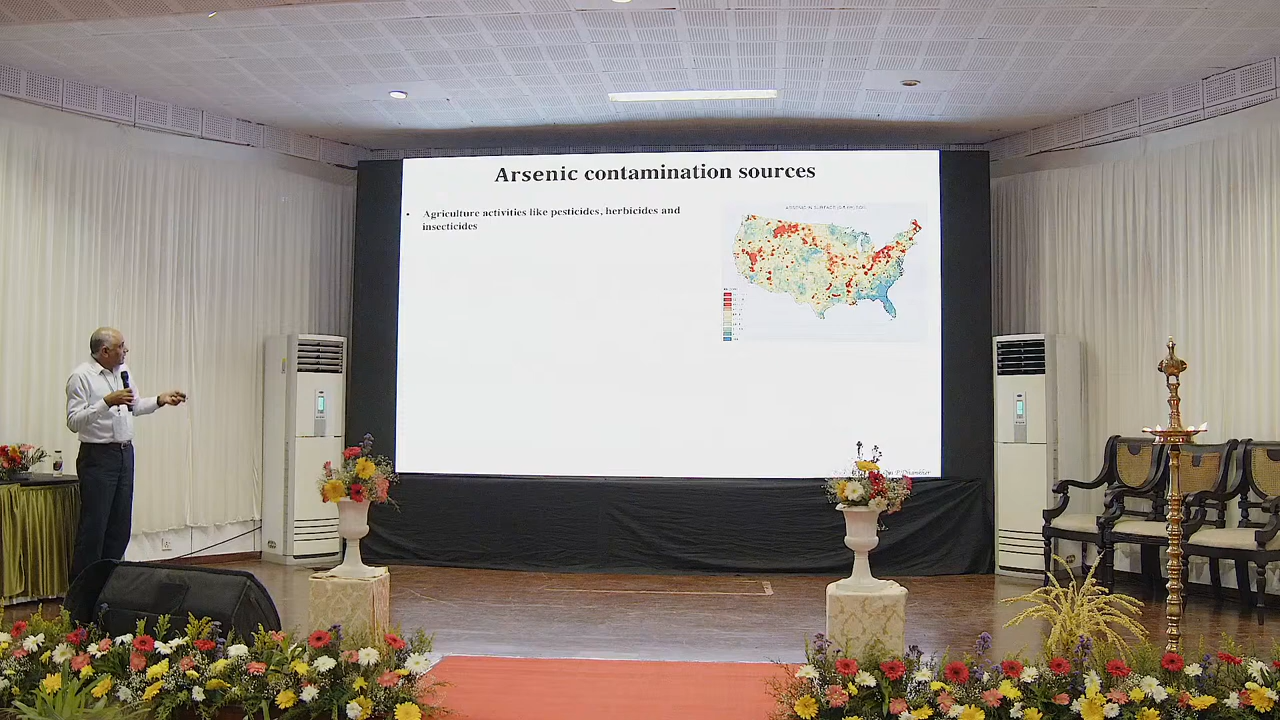 Arsenic contamination sources
• Agriculture activities like pesticides, herbicides and
insecticides